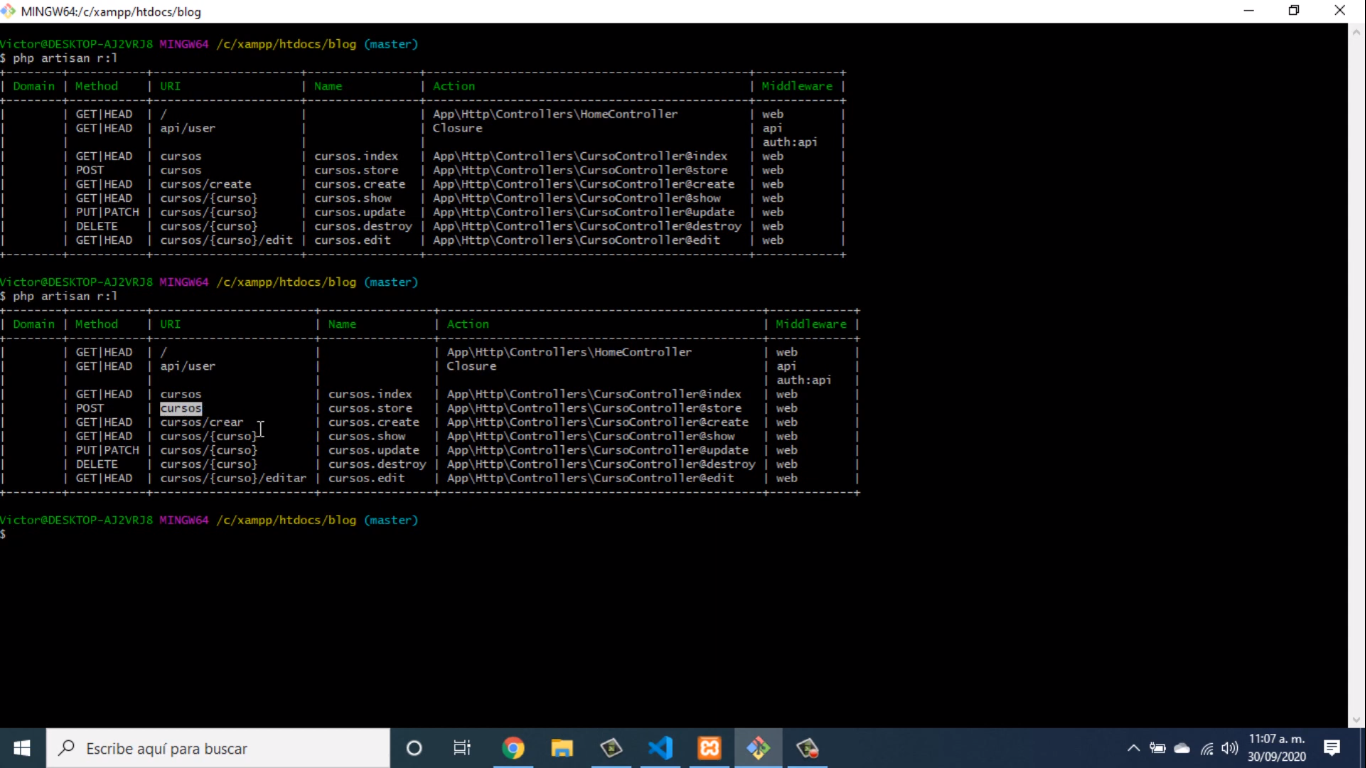 MINGW64:/c/xampp/htdocs/blog
Victor@DESKTOP-AJ2VRJ8 MINGW64 /c/xampp/htdocs/blog (master)
$ php artisan r:l
| Domain | Method | URI | Name | Action | Middleware |
| | GET|HEAD | / | | App\Http\Controllers\HomeController | web |
| | GET|HEAD | api/user | | Closure | api |
| | | | | | auth:api |
| | GET|HEAD | cursos | cursos.index | App\Http\Controllers\CursoController@index | web |
| | POST | cursos | cursos.store | App\Http\Controllers\CursoController@store | web |
| | GET|HEAD | cursos/create | cursos.create | App\Http\Controllers\CursoController@create | web |
| | GET|HEAD | cursos/{curso} | cursos.show | App\Http\Controllers\CursoController@show | web |
| | PUT|PATCH | cursos/{curso} | cursos.update | App\Http\Controllers\CursoController@update | web |
| | DELETE | cursos/{curso} | cursos.destroy | App\Http\Controllers\CursoController@destroy | web |
| | GET|HEAD | cursos/{curso}/edit | cursos.edit | App\Http\Controllers\CursoController@edit | web |
Victor@DESKTOP-AJ2VRJ8 MINGW64 /c/xampp/htdocs/blog (master)
$ php artisan r:l
| Domain | Method | URI | Name | Action | Middleware |
| | GET|HEAD | / | | App\Http\Controllers\HomeController | web |
| | GET|HEAD | api/user | | Closure | api |
| | | | | | auth:api |
| | GET|HEAD | cursos | cursos.index | App\Http\Controllers\CursoController@index | web |
| | POST | cursos | cursos.store | App\Http\Controllers\CursoController@store | web |
| | GET|HEAD | cursos/crear | cursos.create | App\Http\Controllers\CursoController@create | web |
| | GET|HEAD | cursos/{curso} | cursos.show | App\Http\Controllers\CursoController@show | web |
| | PUT|PATCH | cursos/{curso} | cursos.update | App\Http\Controllers\CursoController@update | web |
| | DELETE | cursos/{curso} | cursos.destroy | App\Http\Controllers\CursoController@destroy | web |
| | GET|HEAD | cursos/{curso}/editar | cursos.edit | App\Http\Controllers\CursoController@edit | web |
Victor@DESKTOP-AJ2VRJ8 MINGW64 /c/xampp/htdocs/blog (master)
$
Escribe aquí para buscar
11:07 a. m.
30/09/2020